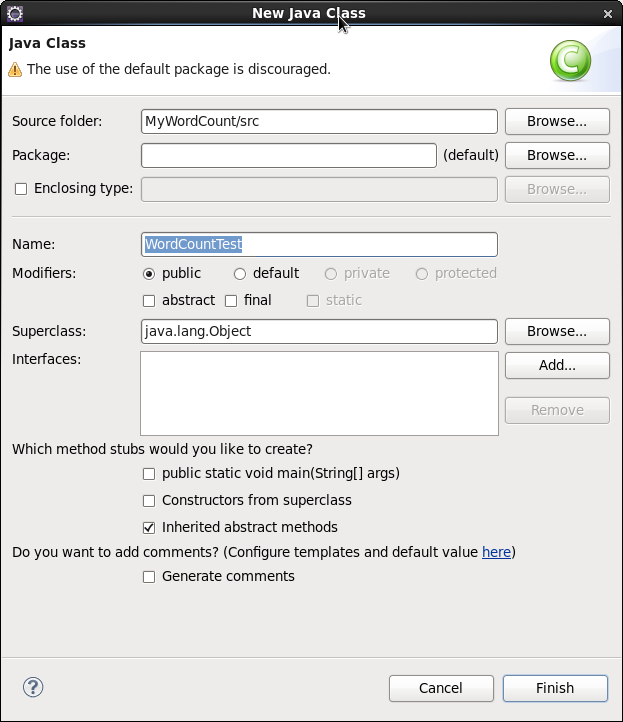 New Java Class
Java Class
The use of the default package is discouraged.
Source folder: MyWordCount/src Browse...
Package: (default) Browse...
Enclosing type: Browse...
Name: WordCountTest
Modifiers: public default private protected
abstract final static
Superclass: java.lang.Object Browse...
Interfaces: Add...
Remove
Which method stubs would you like to create?
public static void main(String[] args)
Constructors from superclass
Inherited abstract methods
Do you want to add comments? (Configure templates and default value here)
Generate comments
? Cancel Finish